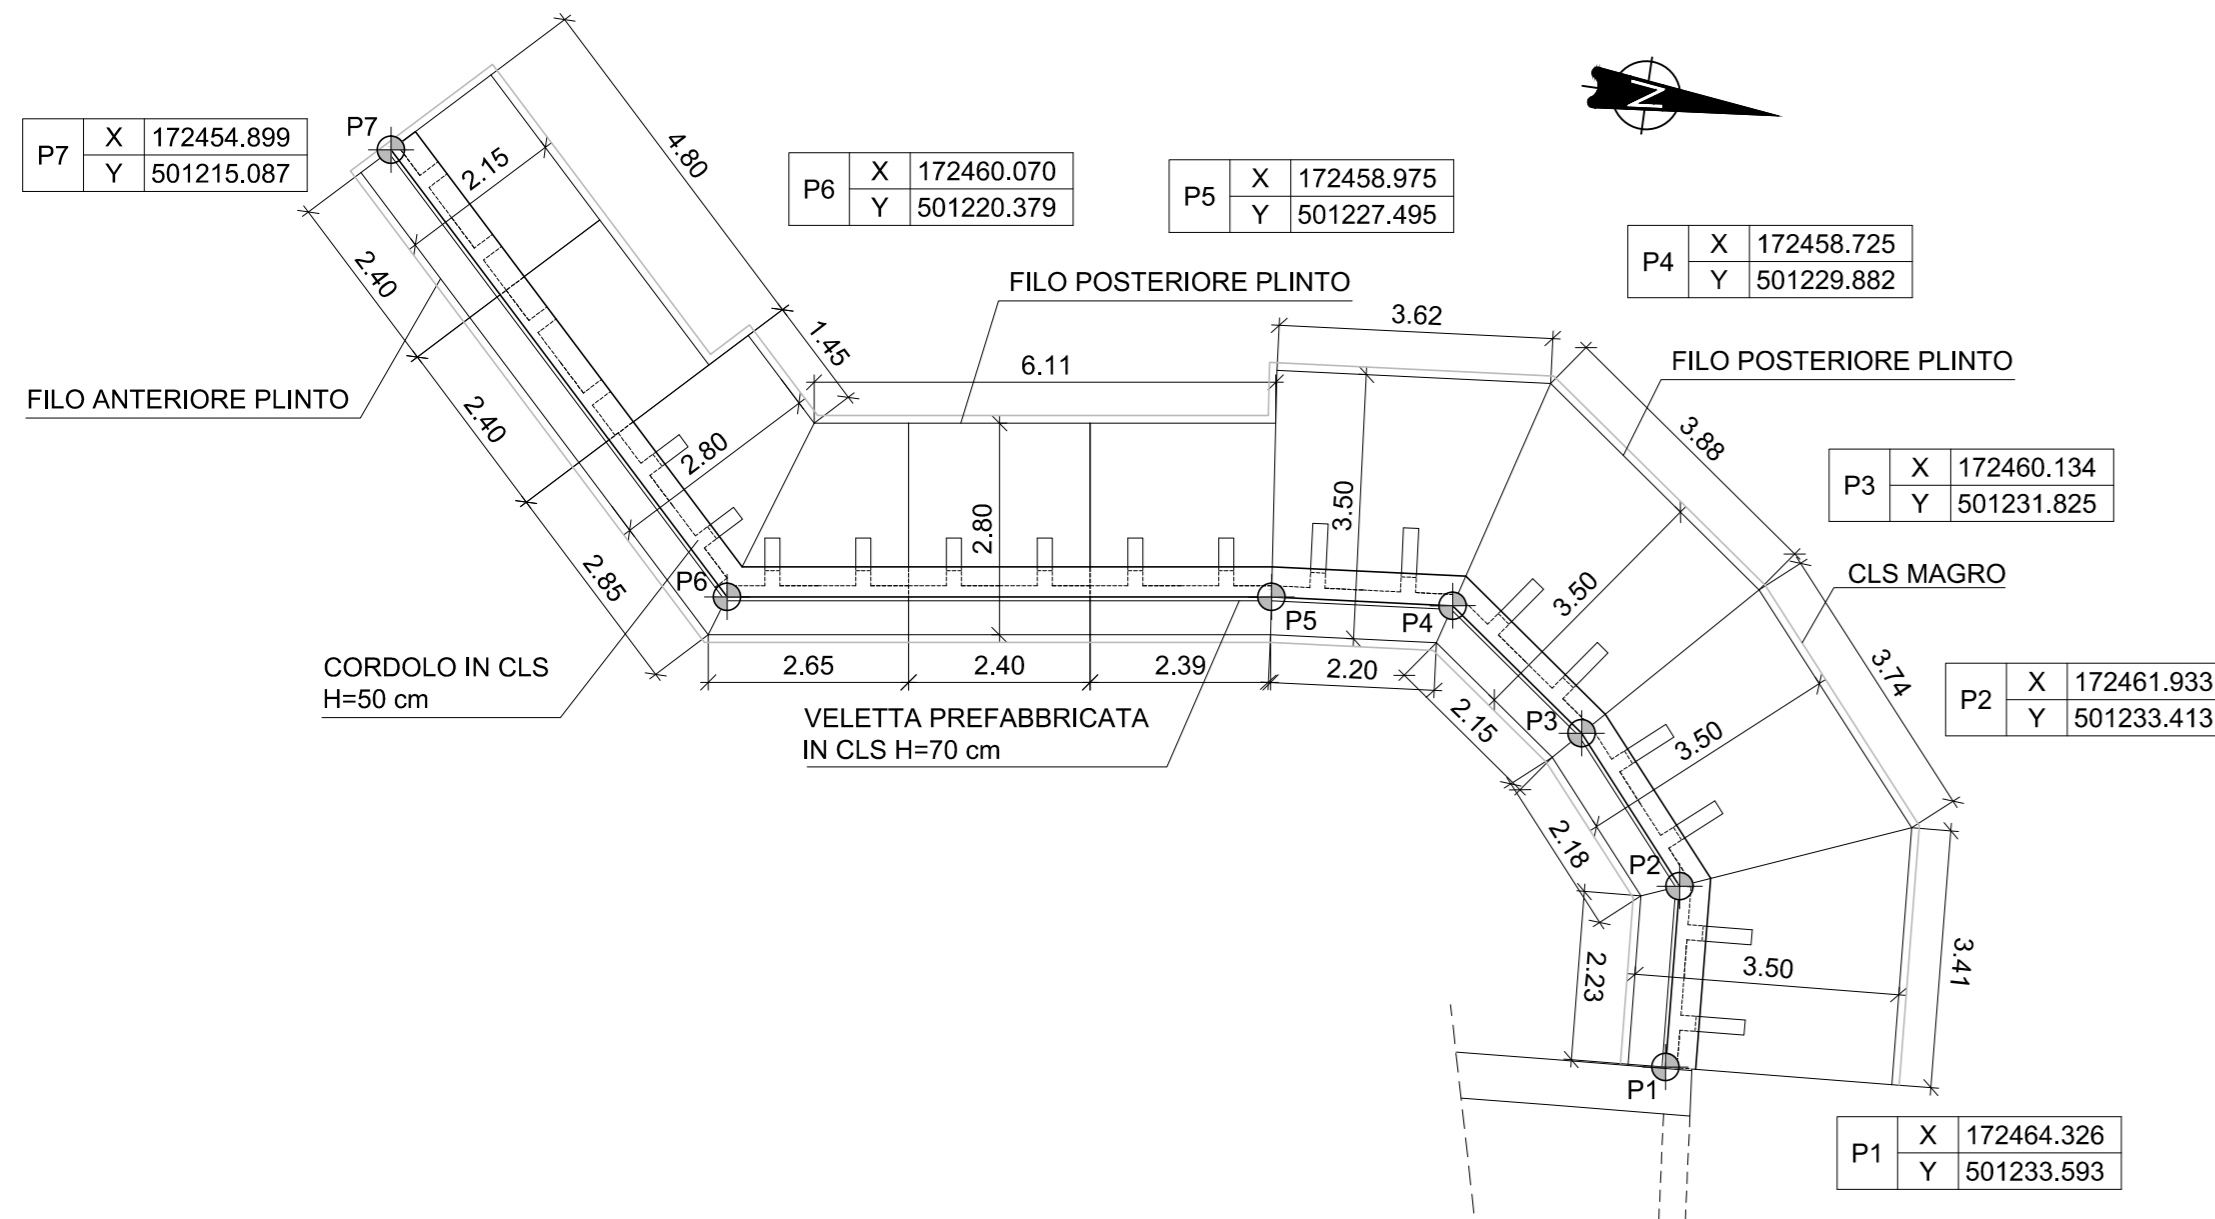 N
P7
P7 X 172454.899
Y 501215.087
2.15
4.80
P6 X 172460.070
Y 501220.379
P5 X 172458.975
Y 501227.495
P4 X 172458.725
Y 501229.882
2.40
FILO POSTERIORE PLINTO
1.45
3.62
6.11
FILO POSTERIORE PLINTO
FILO ANTERIORE PLINTO
2.40
2.80
3.88
P3 X 172460.134
Y 501231.825
2.80
3.50
3.50
CLS MAGRO
2.85
P6
P5
P4
CORDOLO IN CLS
H=50 cm
2.65
2.40
2.39
2.20
3.74
P2 X 172461.933
Y 501233.413
VELETTA PREFABBRICATA
IN CLS H=70 cm
2.15
P3
3.50
2.18
P2
2.23
3.50
3.41
P1
P1 X 172464.326
Y 501233.593